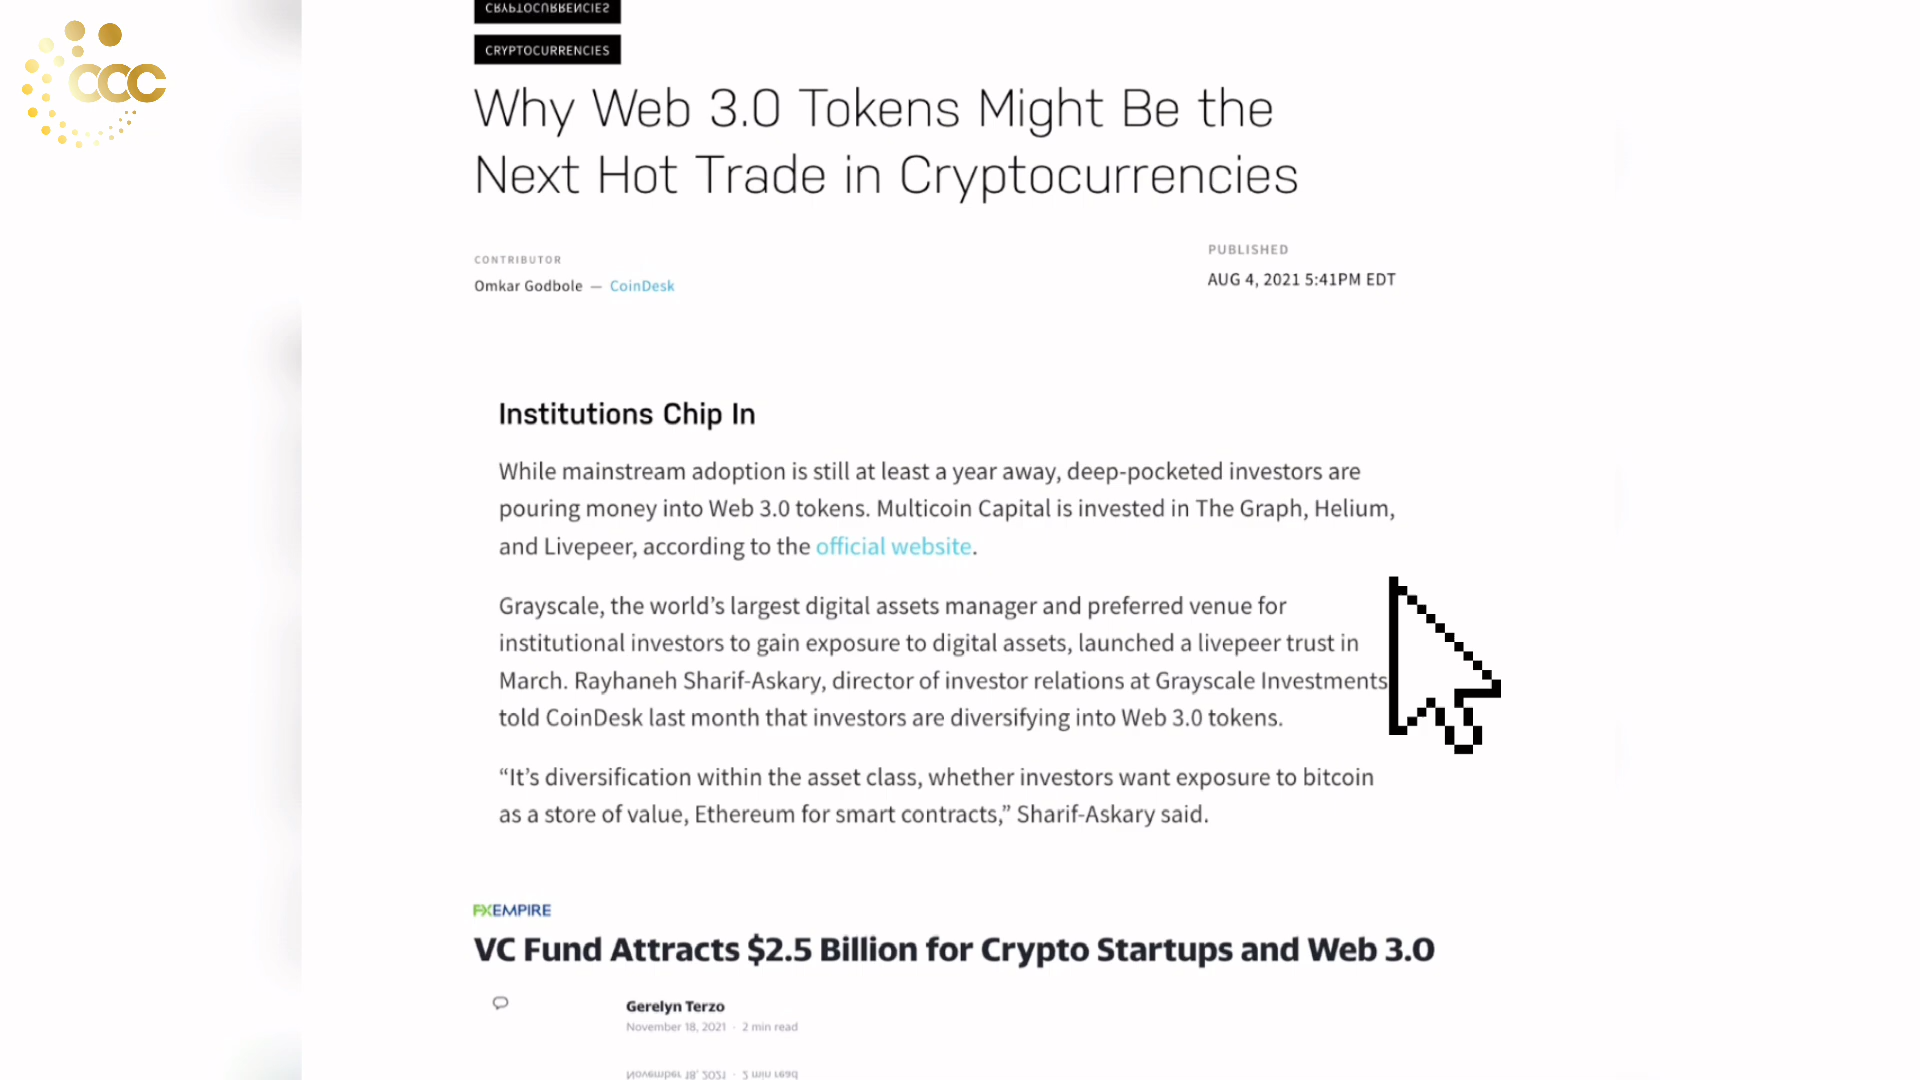 CRYPTOCURRENCIES
CCC
CRYPTOCURRENCIES
Why Web 3.0 Tokens Might Be the
Next Hot Trade in Cryptocurrencies
CONTRIBUTOR
Omkar Godbole — CoinDesk
PUBLISHED
AUG 4, 2021 5:41PM EDT
Institutions Chip In
While mainstream adoption is still at least a year away, deep-pocketed investors are
pouring money into Web 3.0 tokens. Multicoin Capital is invested in The Graph, Helium,
and Livepeer, according to the official website.
Grayscale, the world’s largest digital assets manager and preferred venue for
institutional investors to gain exposure to digital assets, launched a livepeer trust in
March. Rayhaneh Sharif-Askary, director of investor relations at Grayscale Investments
told CoinDesk last month that investors are diversifying into Web 3.0 tokens.
“It’s diversification within the asset class, whether investors want exposure to bitcoin
as a store of value, Ethereum for smart contracts,” Sharif-Askary said.
FXEMPIRE
VC Fund Attracts $2.5 Billion for Crypto Startups and Web 3.0
Gerelyn Terzo
November 18, 2021 · 2 min read
November 18, 2021 · 2 min read